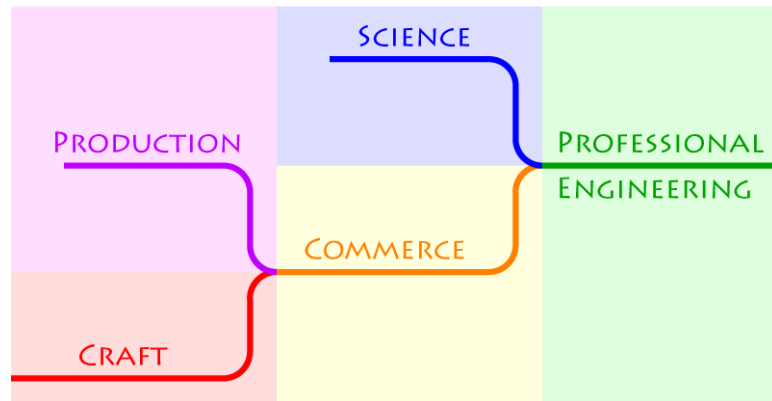 Science
Production
Professional
Engineering
Commerce
Craft